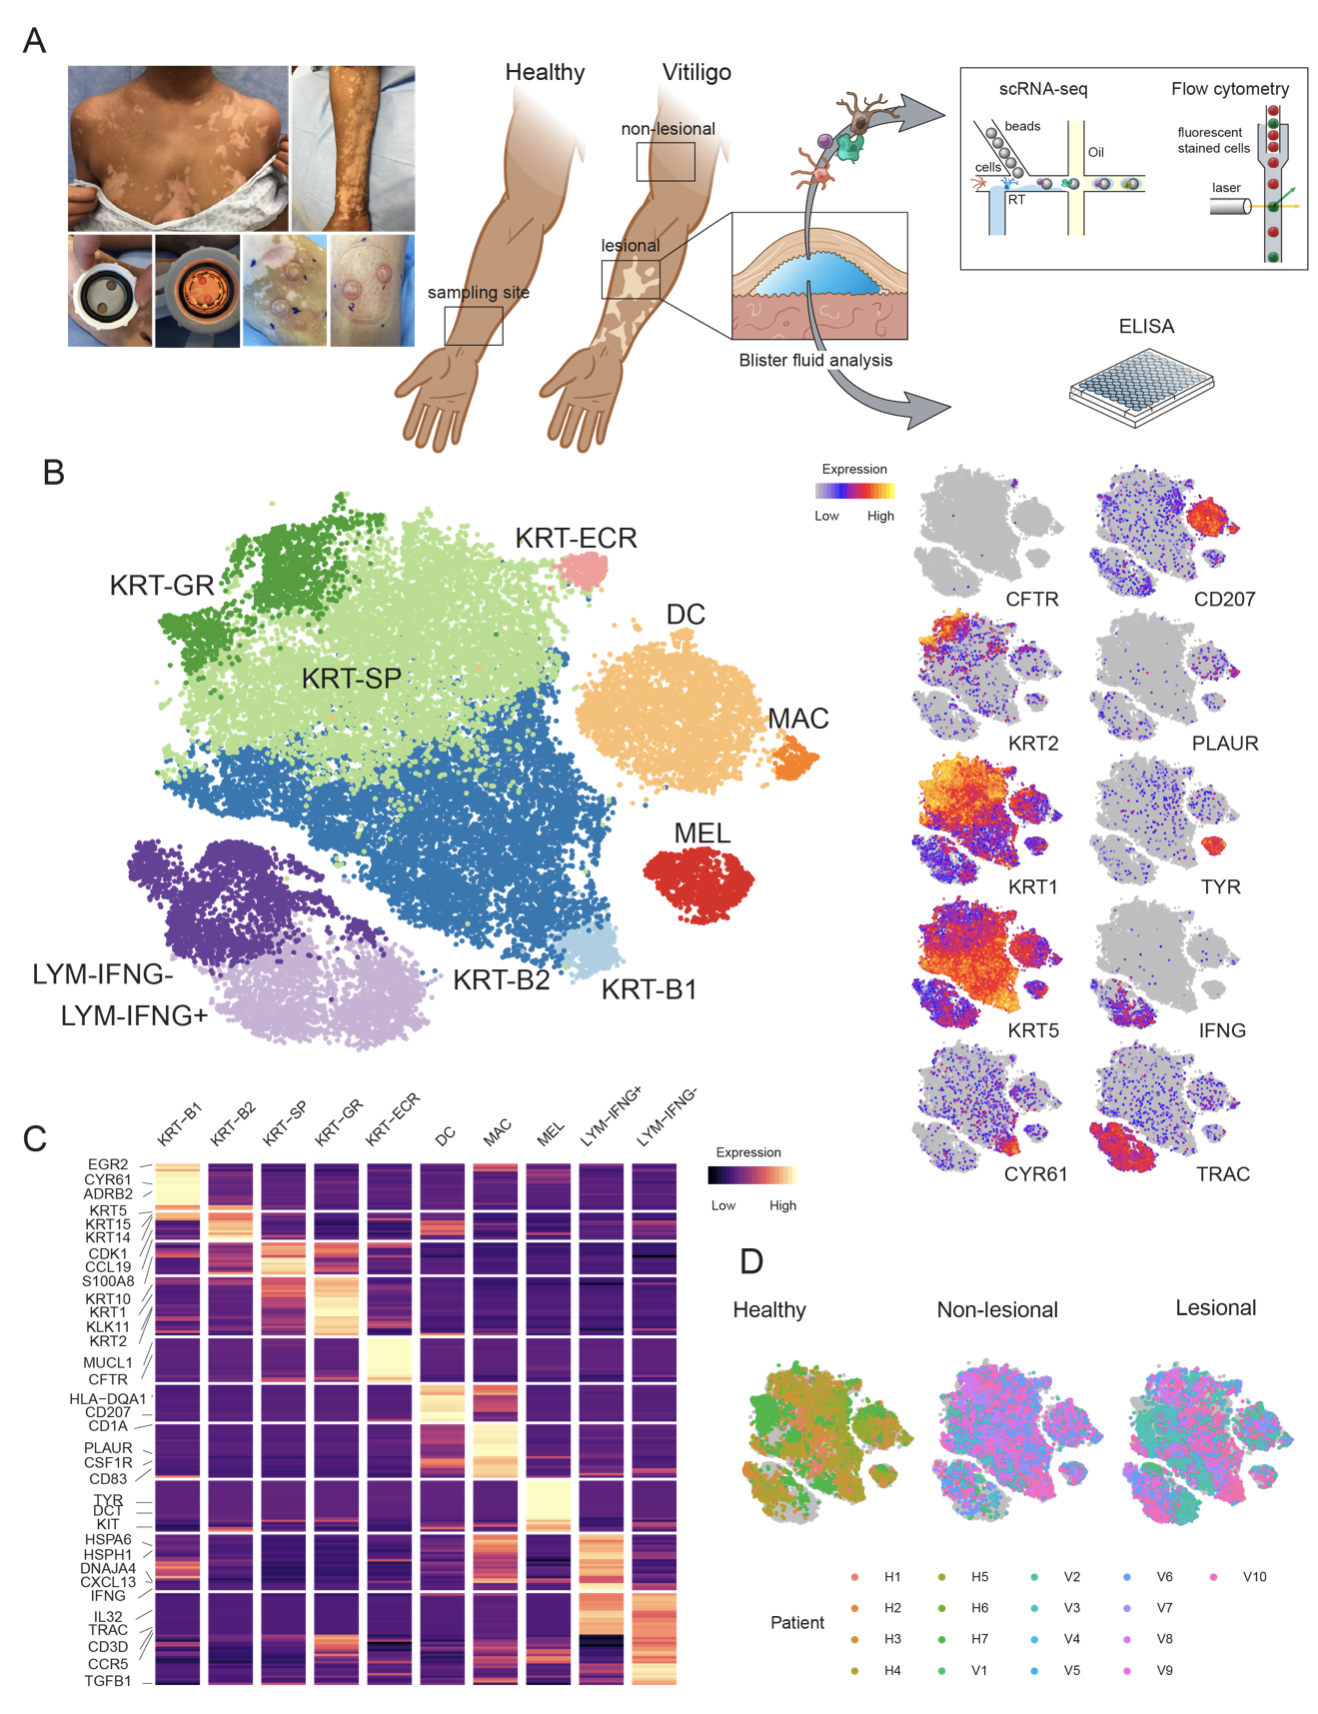 A
Healthy
Vitiligo
non-lesional
lesional
sampling site
Blister fluid analysis
scRNA-seq
beads
cells
Oil
RT
Flow cytometry
fluorescent
stained cells
laser
ELISA
B
KRT-GR
KRT-ECR
KRT-SP
DC
MAC
MEL
LYM-IFNG-
LYM-IFNG+
KRT-B2
KRT-B1
Expression
Low High
CFTR
CD207
KRT2
PLAUR
KRT1
TYR
KRT5
IFNG
CYR61
TRAC
C
KRT-B1
KRT-B2
KRT-SP
KRT-GR
KRT-ECR
DC
MAC
MEL
LYM-IFNG+
LYM-IFNG-
Expression
Low High
EGR2
CYR61
ADRB2
KRT5
KRT15
KRT14
CDK1
CCL19
S100A8
KRT10
KRT1
KLK11
KRT2
MUCL1
CFTR
HLA-DQA1
CD207
CD1A
PLAUR
CSF1R
CD83
TYR
DCT
KIT
HSPA6
HSPH1
DNAJA4
CXCL13
IFNG
IL32
TRAC
CD3D
CCR5
TGFB1
D
Healthy
Non-lesional
Lesional
Patient
H1 H5 V2 V6 V10
H2 H6 V3 V7
H3 H7 V4 V8
H4 V1 V5 V9